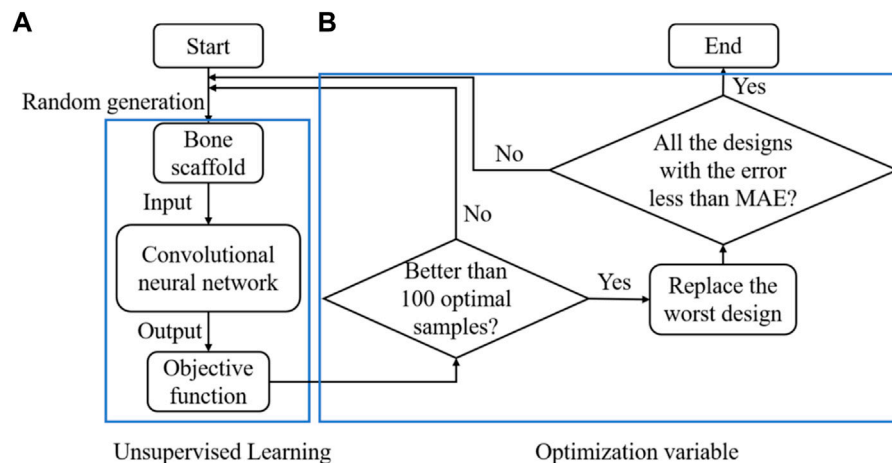 A
B
Start
End
Random generation
Yes
Bone
scaffold
All the designs
with the error
less than MAE?
No
Input
No
Convolutional
neural network
Better than
100 optimal
samples?
Yes
Replace the
worst design
Output
Objective
function
Unsupervised Learning
Optimization variable